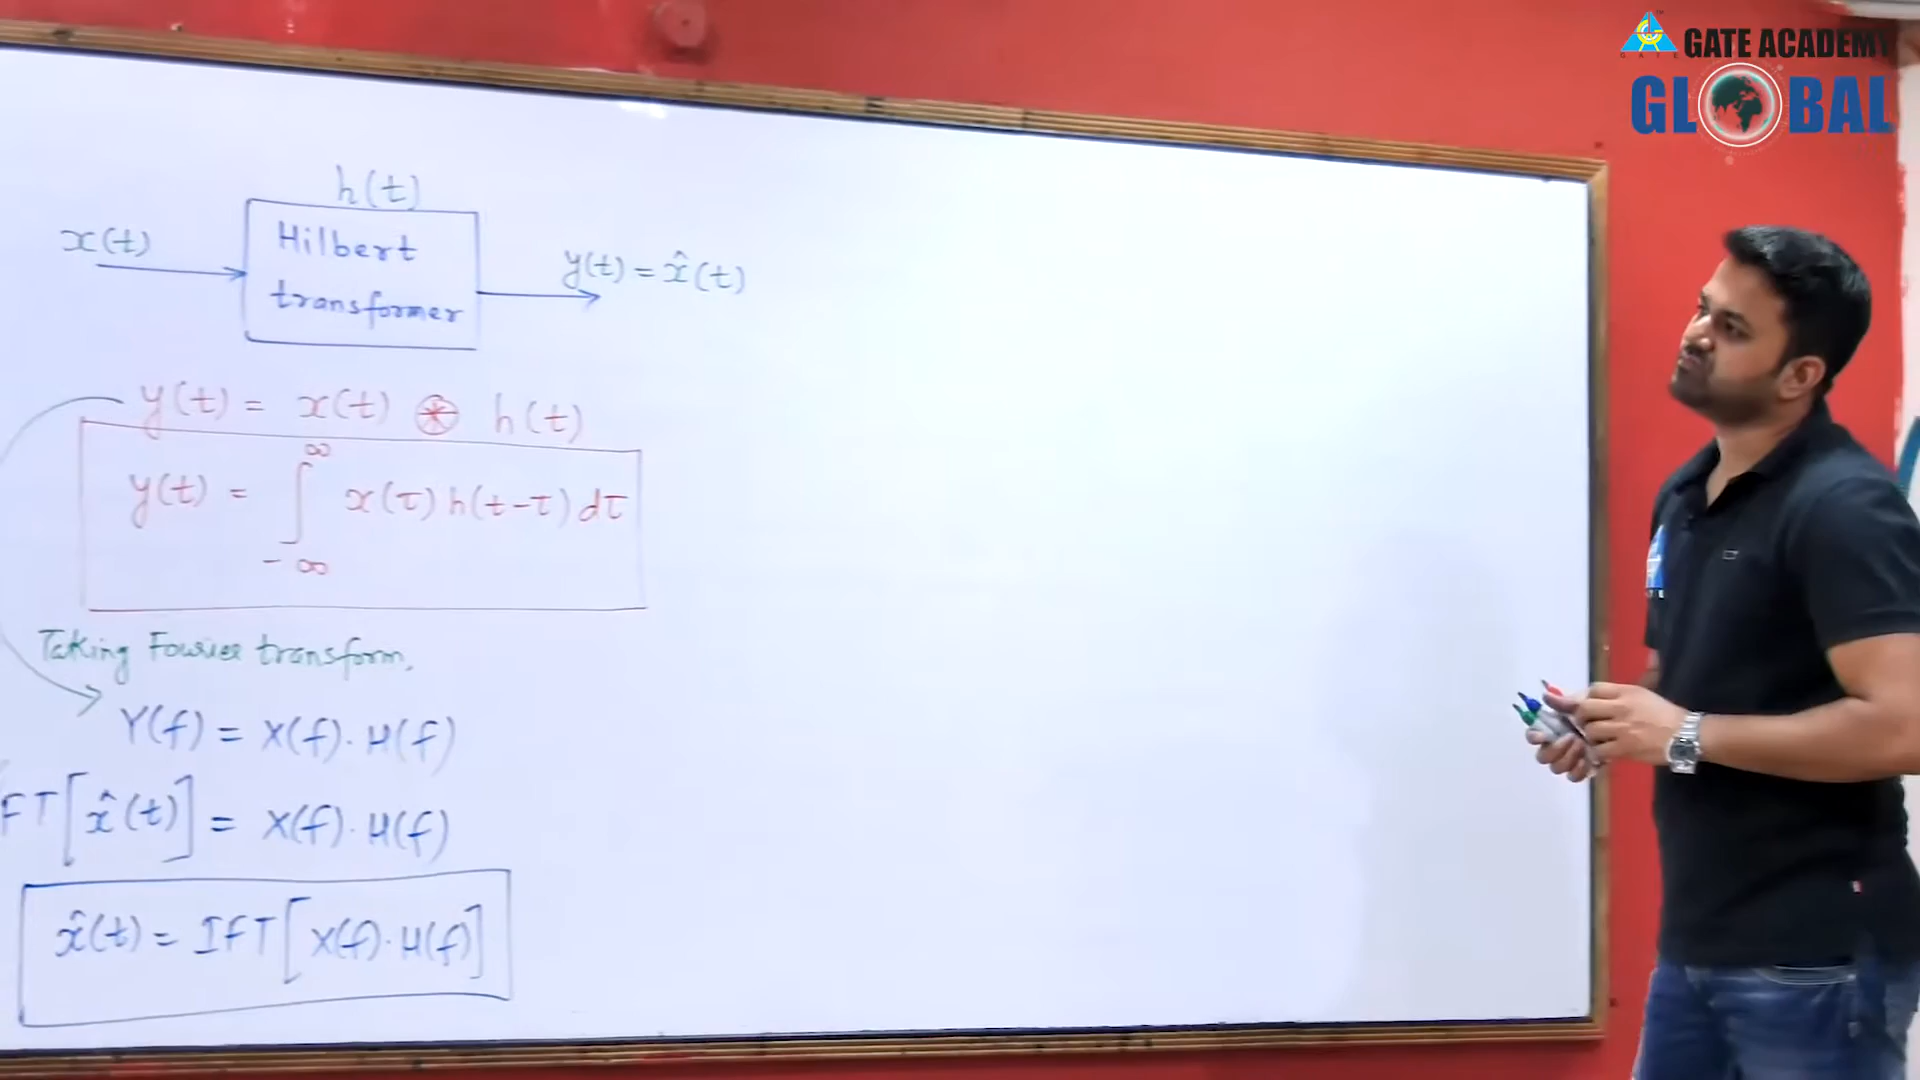 GATE ACADEMY
GLOBAL
h(t)
x(t)
Hilbert
transformer
y(t) = x̂(t)
y(t) = x(t) ⊛ h(t)
y(t) = ∫_{-∞}^{∞} x(τ) h(t-τ) dτ
Taking Fourier transform,
Y(f) = X(f). H(f)
FT[x̂(t)] = X(f). H(f)
x̂(t) = IFT[X(f). H(f)]